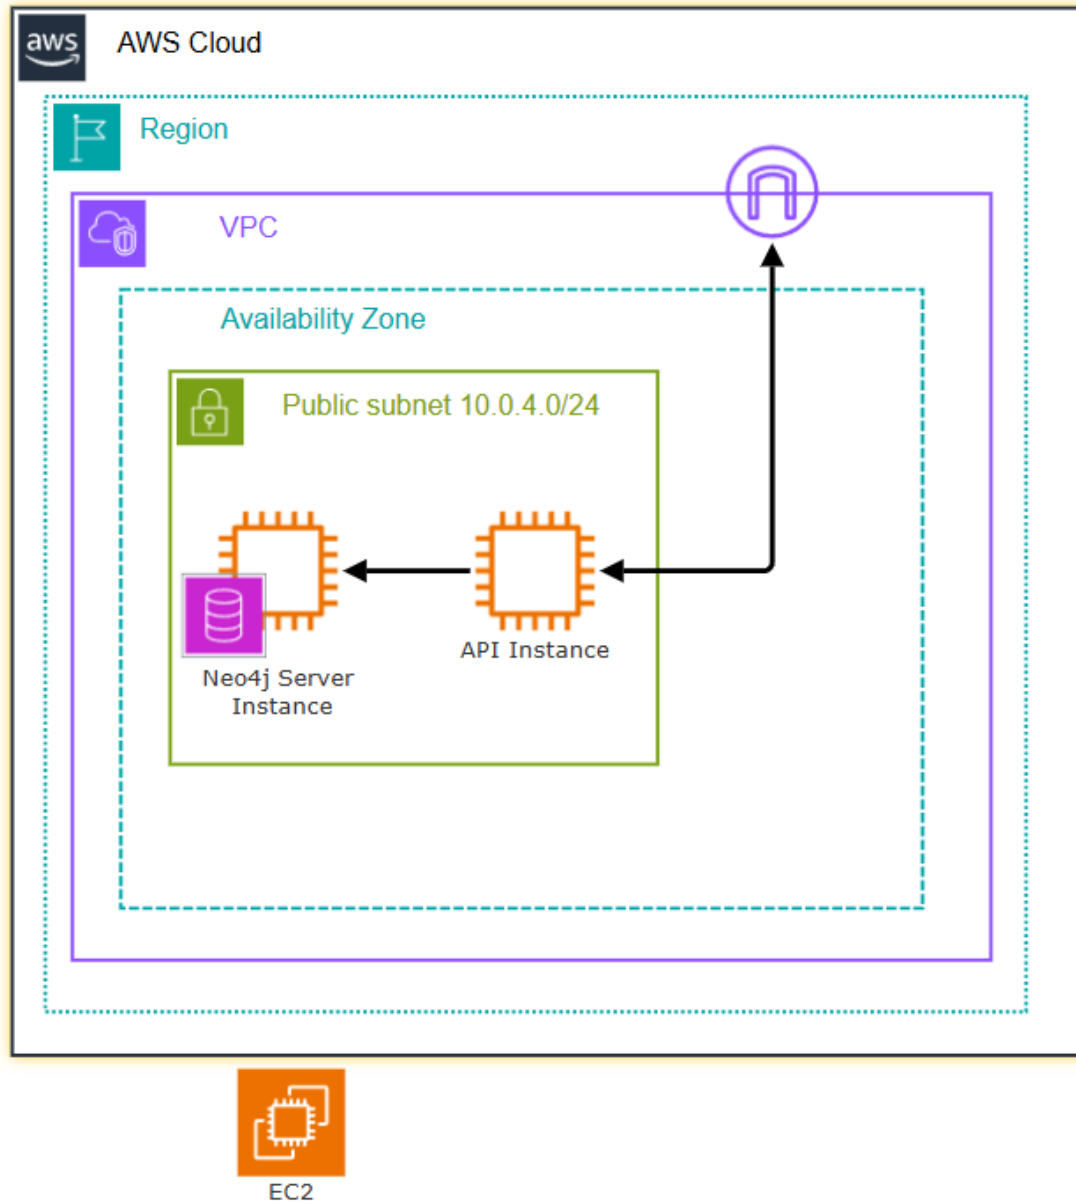 aws
AWS Cloud
Region
VPC
Availability Zone
Public subnet 10.0.4.0/24
API Instance
Neo4j Server
Instance
EC2